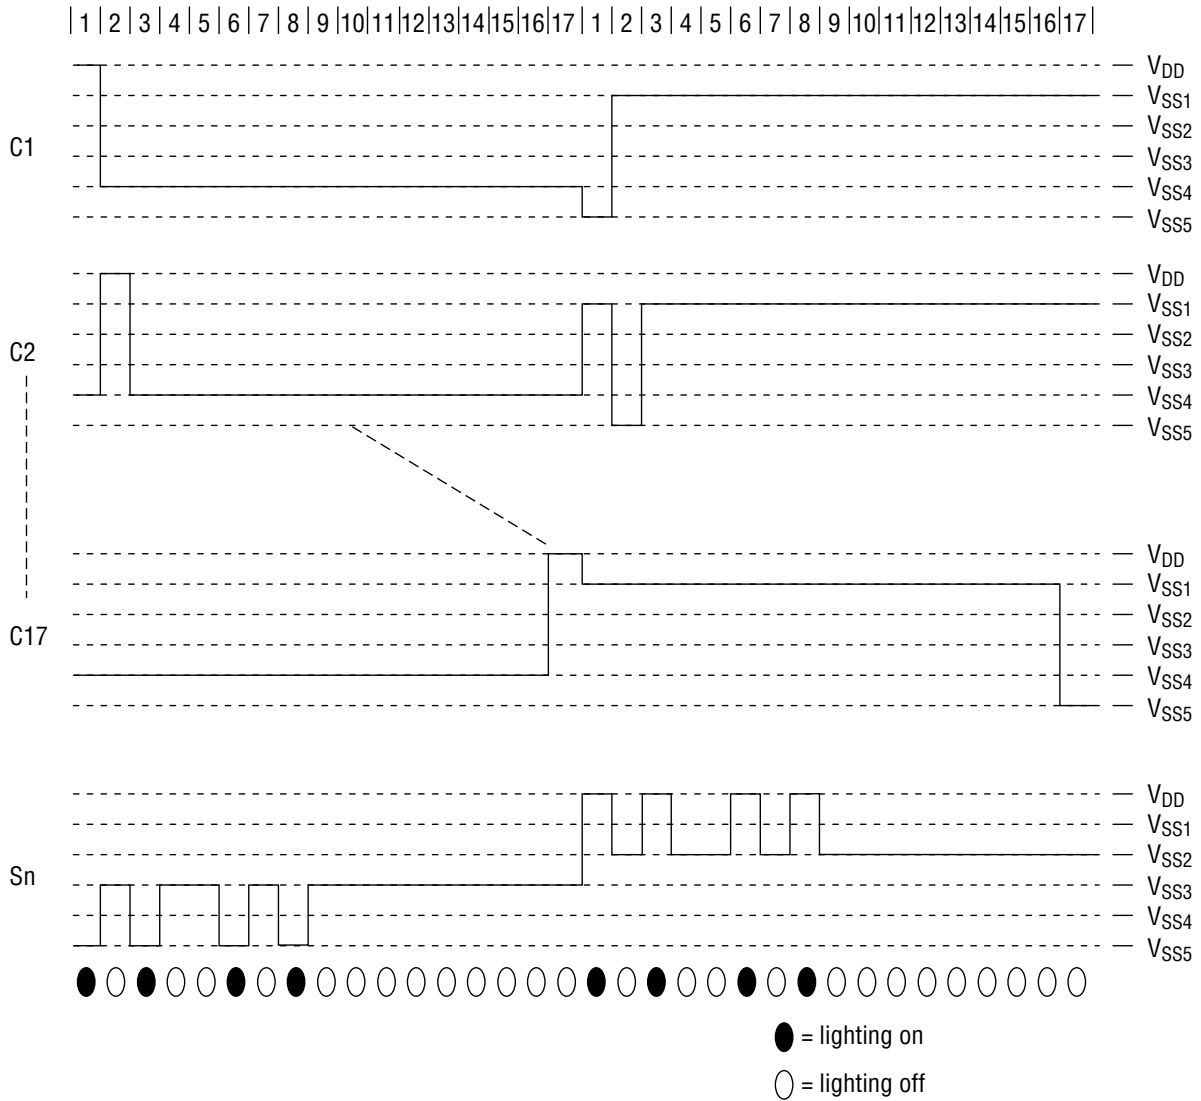 1 2 3 4 5 6 7 8 9 10 11 12 13 14 15 16 17 1 2 3 4 5 6 7 8 9 10 11 12 13 14 15 16 17
C1
VDD
VSS1
VSS2
VSS3
VSS4
VSS5
C2
VDD
VSS1
VSS2
VSS3
VSS4
VSS5
C17
VDD
VSS1
VSS2
VSS3
VSS4
VSS5
Sn
VDD
VSS1
VSS2
VSS3
VSS4
VSS5
= lighting on
= lighting off